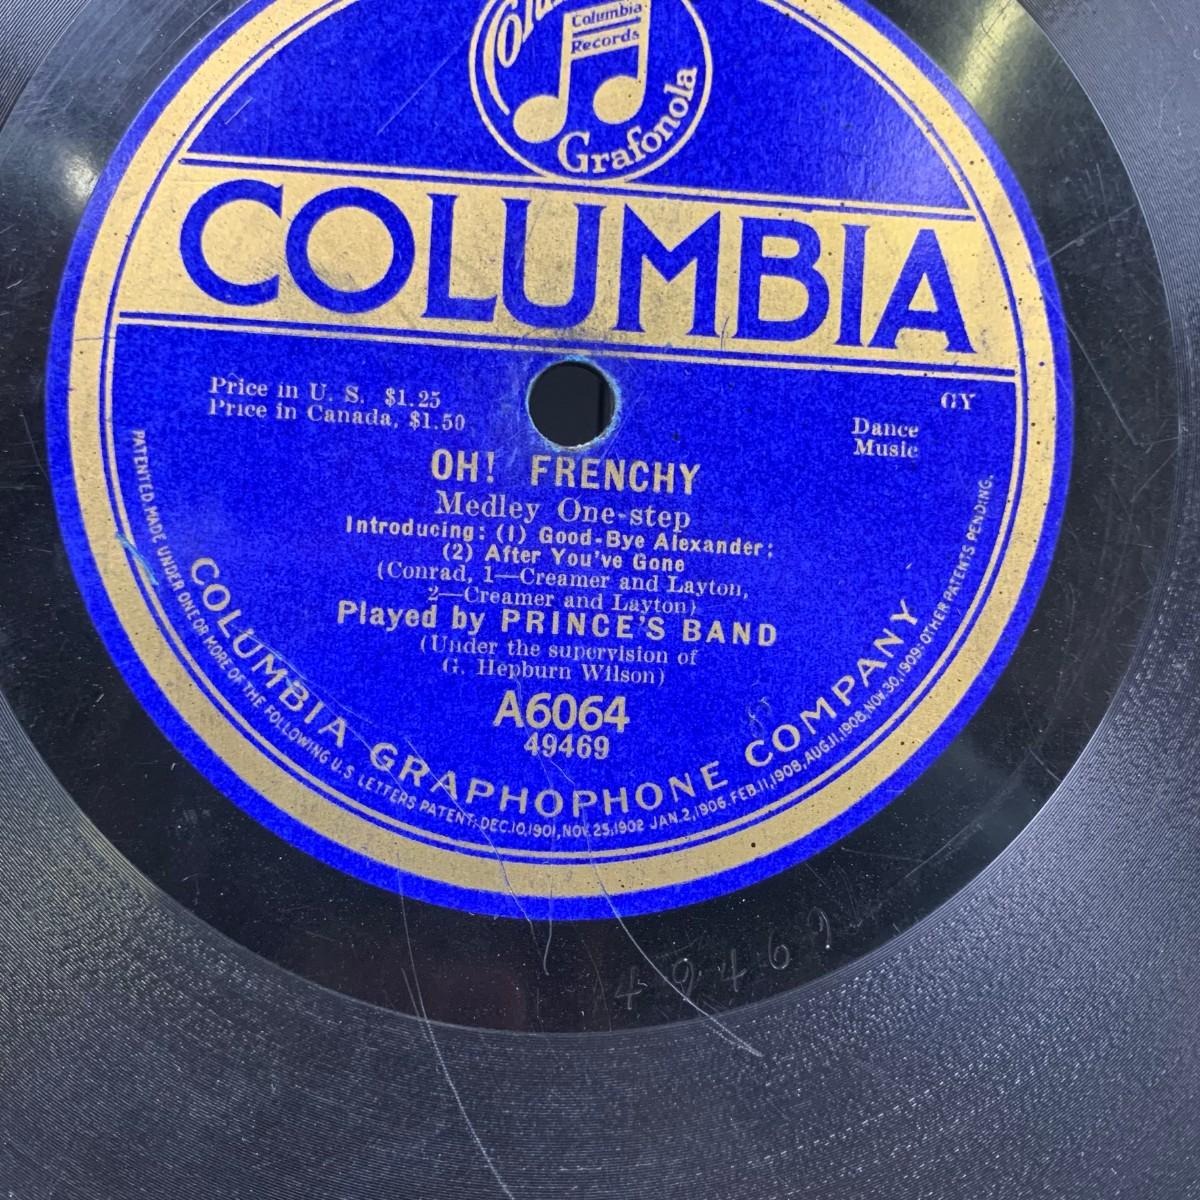 Columbia
Records
Grafonola
COLUMBIA
Price in U. S. $1.25
Price in Canada, $1.50
GY
Dance
Music
OH! FRENCHY
Medley One-step
Introducing: (1) Good-Bye Alexander;
(2) After You've Gone
(Conrad, 1—Creamer and Layton,
2—Creamer and Layton)
Played by PRINCE'S BAND
(Under the supervision of
G. Hepburn Wilson)
A6064
49469
COLUMBIA GRAPHOPHONE COMPANY
PATENTED. MADE UNDER ONE OR MORE OF THE FOLLOWING U.S. LETTERS PATENT: DEC.10,1901, NOV. 25,1902 JAN. 2,1906. FEB.11,1908, AUG.11,1908, NOV. 30,1909. OTHER PATENTS PENDING.
49469